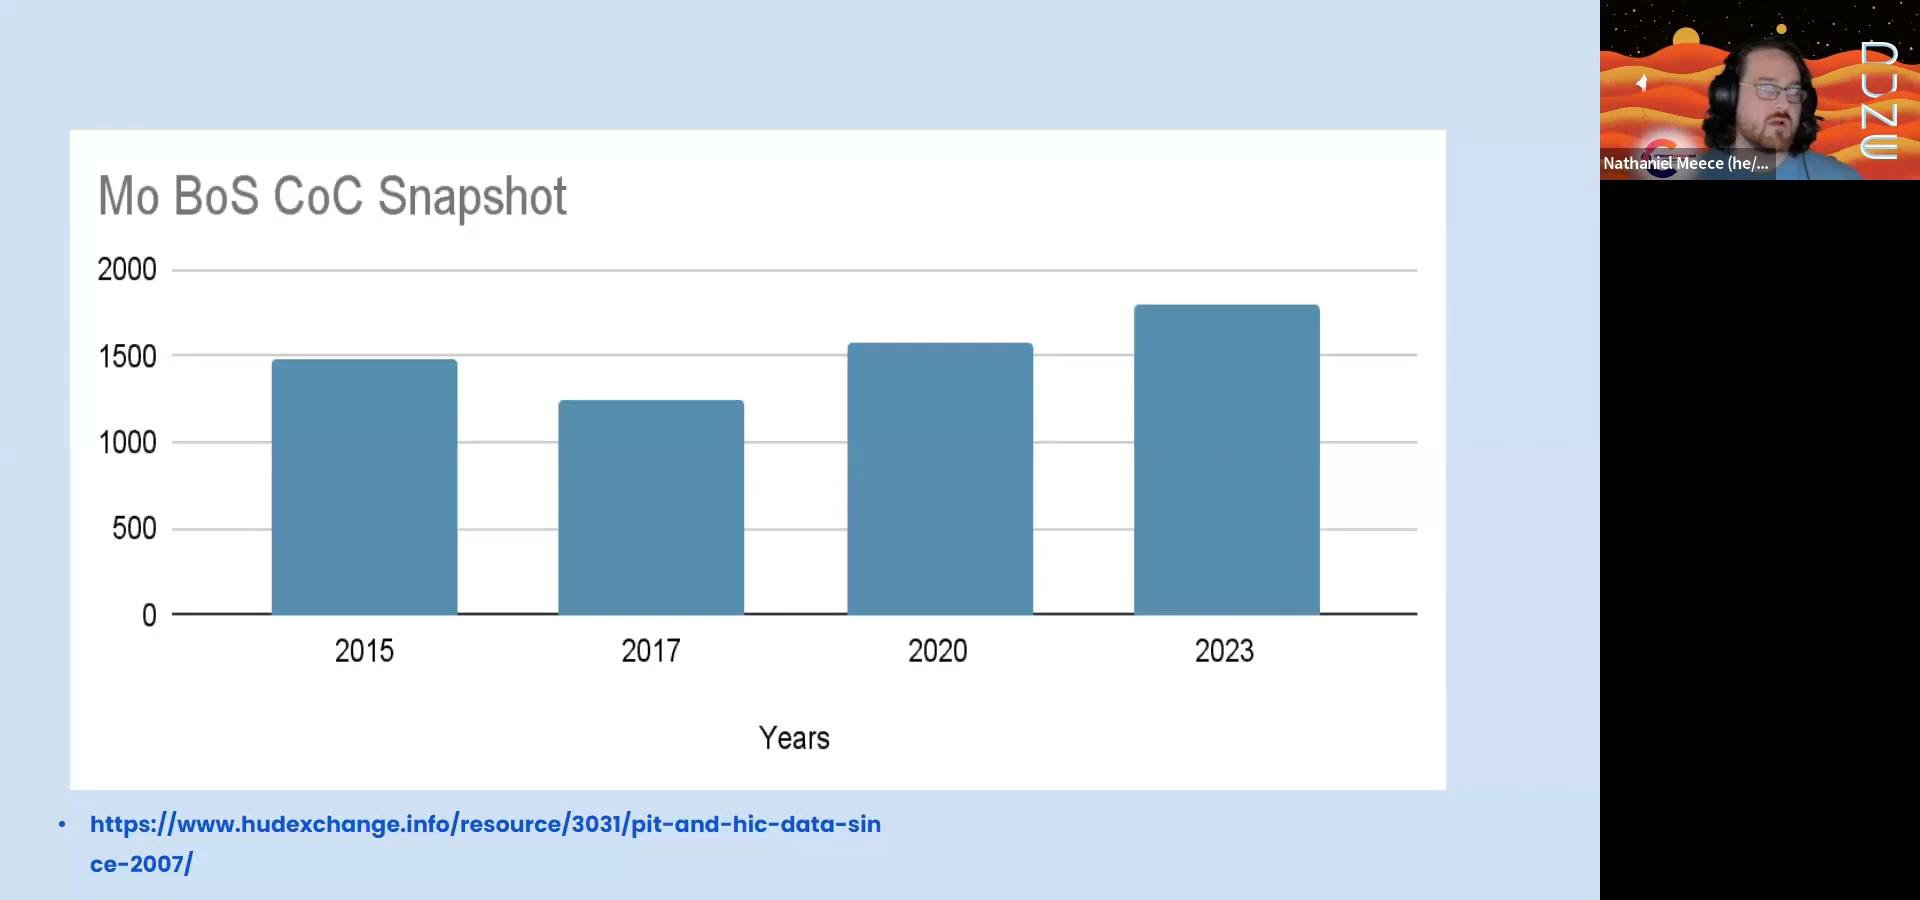 Mo BoS CoC Snapshot
2000
1500
1000
500
0
2015 2017 2020 2023
Years
• https://www.hudexchange.info/resource/3031/pit-and-hic-data-sin
ce-2007/
DUNE
Nathaniel Meece (he/...